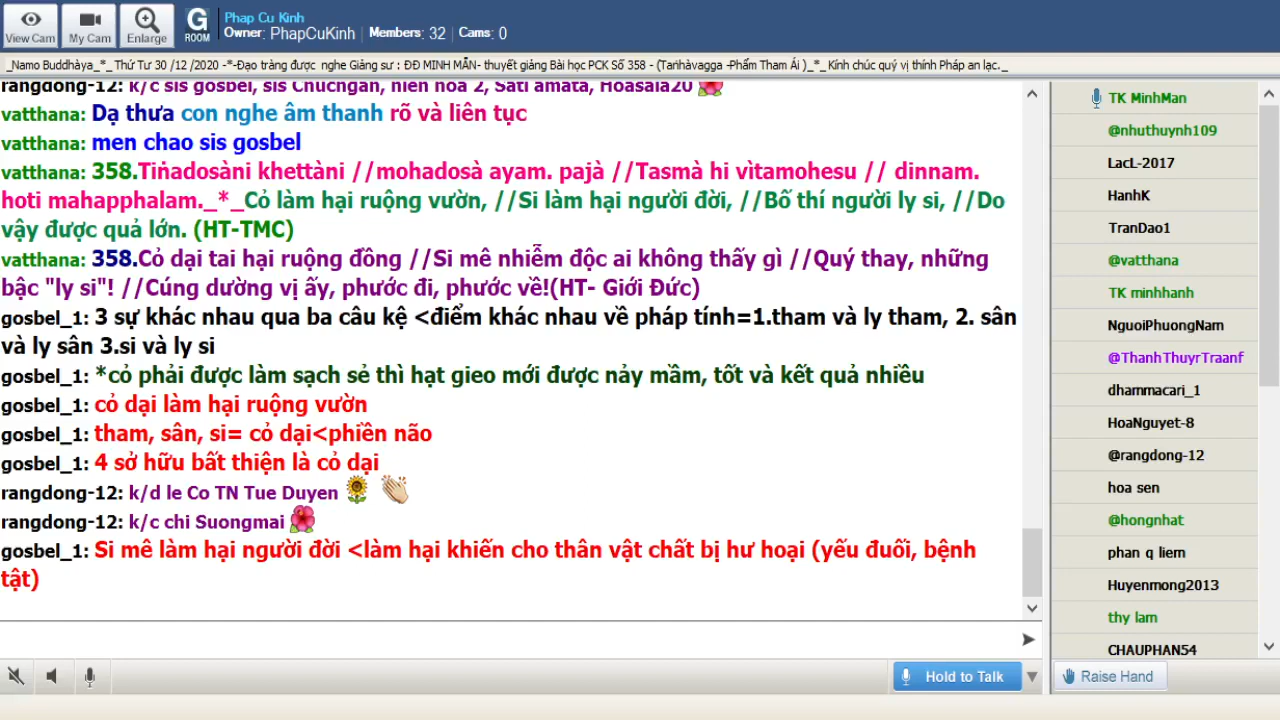 Phap Cu Kinh
Owner: PhapCuKinh | Members: 32 | Cams: 0
View Cam
My Cam
Enlarge
G ROOM
_Namo Buddhàya_*_ Thứ Tư 30 /12 /2020 -*-Đạo tràng được nghe Giảng sư : ĐĐ MINH MẪN- thuyết giảng Bài học PCK Số 358 - (Taṅhàvagga -Phẩm Tham Ái )_*_ Kính chúc quý vị thính Pháp an lạc._
rangdong-12: k/c sis gosbel, sis Chucngan, hien hoa 2, Sati amata, Hoasala20
vatthana: Dạ thưa con nghe âm thanh rõ và liên tục
vatthana: men chao sis gosbel
vatthana: 358.Tiṅadosàni khettàni //mohadosà ayam. pajà //Tasmà hi vìtamohesu // dinnam.
hoti mahapphalam._*_Cỏ làm hại ruộng vườn, //Si làm hại người đời, //Bố thí người ly si, //Do
vậy được quả lớn. (HT-TMC)
vatthana: 358.Cỏ dại tai hại ruộng đồng //Si mê nhiễm độc ai không thấy gì //Quý thay, những
bậc "ly si"! //Cúng dường vị ấy, phước đi, phước về!(HT- Giới Đức)
gosbel_1: 3 sự khác nhau qua ba câu kệ <điểm khác nhau về pháp tính=1.tham và ly tham, 2. sân
và ly sân 3.si và ly si
gosbel_1: *cỏ phải được làm sạch sẻ thì hạt gieo mới được nảy mầm, tốt và kết quả nhiều
gosbel_1: cỏ dại làm hại ruộng vườn
gosbel_1: tham, sân, si= cỏ dại<phiền não
gosbel_1: 4 sở hữu bất thiện là cỏ dại
rangdong-12: k/d le Co TN Tue Duyen
rangdong-12: k/c chi Suongmai
gosbel_1: Si mê làm hại người đời <làm hại khiến cho thân vật chất bị hư hoại (yếu đuối, bệnh
tật)
TK MinhMan
@nhuthuynh109
LacL-2017
HanhK
TranDao1
@vatthana
TK minhhanh
NguoiPhuongNam
@ThanhThuyrTraanf
dhammacari_1
HoaNguyet-8
@rangdong-12
hoa sen
@hongnhat
phan q liem
Huyenmong2013
thy lam
CHAUPHAN54
Hold to Talk
Raise Hand